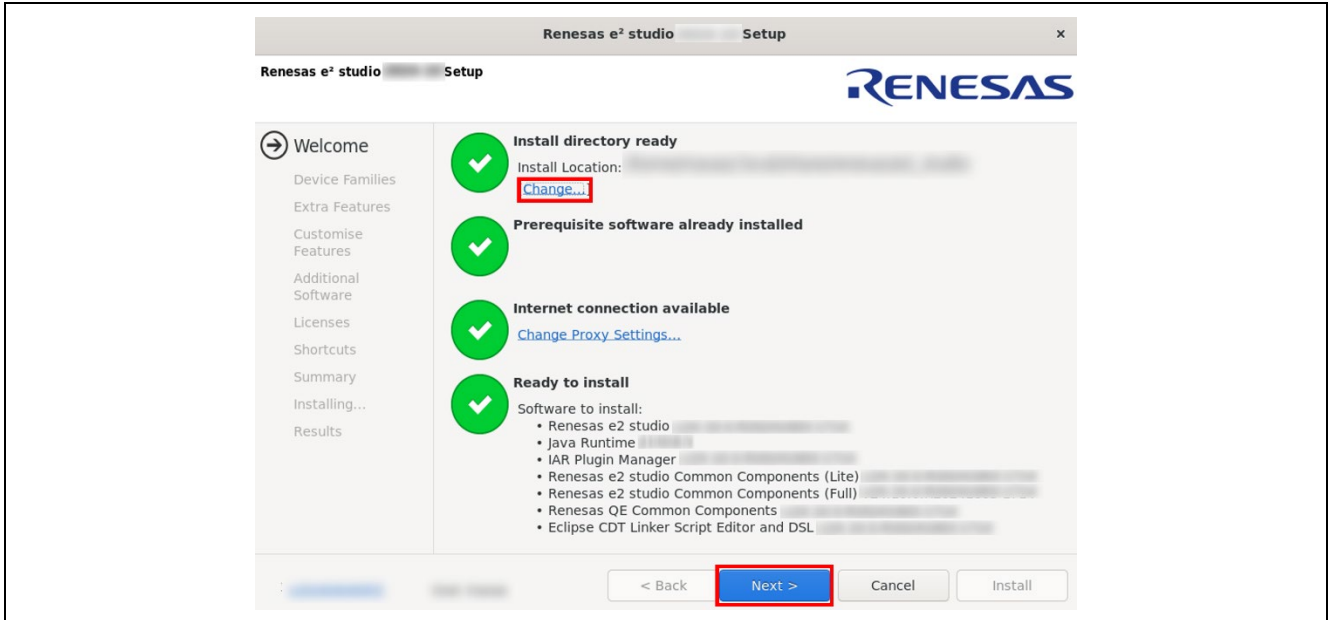 Renesas e² studio Setup
×
Renesas e² studio Setup
RENESAS
Welcome
Device Families
Extra Features
Customise
Features
Additional
Software
Licenses
Shortcuts
Summary
Installing...
Results
Install directory ready
Install Location:
Change...
Prerequisite software already installed
Internet connection available
Change Proxy Settings...
Ready to install
Software to install:
• Renesas e2 studio
• Java Runtime
• IAR Plugin Manager
• Renesas e2 studio Common Components (Lite)
• Renesas e2 studio Common Components (Full)
• Renesas QE Common Components
• Eclipse CDT Linker Script Editor and DSL
< Back
Next >
Cancel
Install